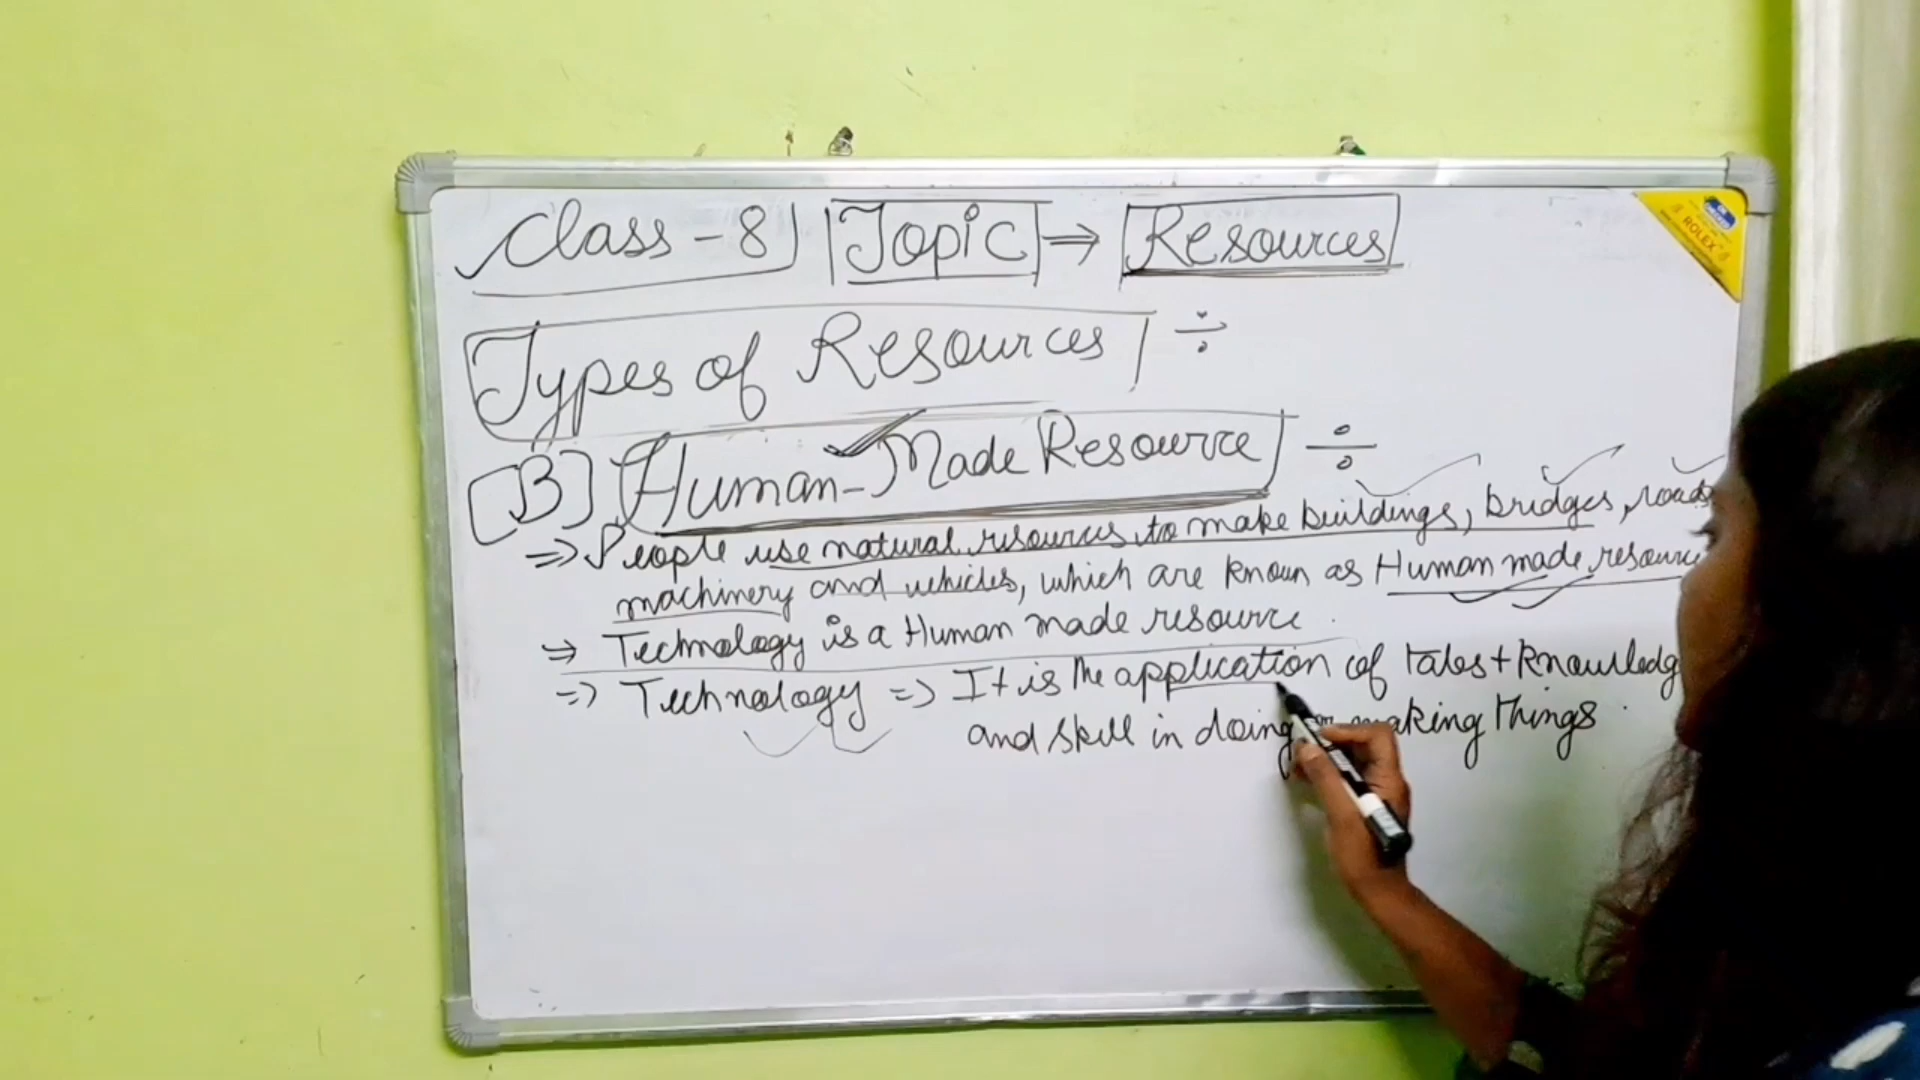 Class - 8 Topic ⇒ Resources
Types of Resources ÷
B] Human-Made Resource ÷
⇒ People use natural resources to make buildings, bridges, roads
machinery and vehicles, which are known as Human made resource
⇒ Technology is a Human made resource.
⇒ Technology ⇒ It is the application of tales + knowledg
and skill in doing making things.
ROLEX